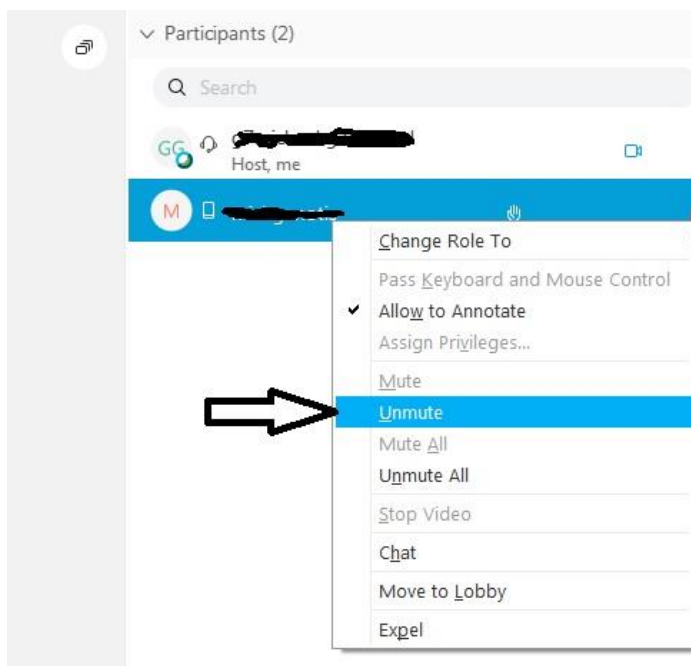 Participants (2)
Search
GG
Host, me
M
Change Role To
Pass Keyboard and Mouse Control
Allow to Annotate
Assign Privileges...
Mute
Unmute
Mute All
Unmute All
Stop Video
Chat
Move to Lobby
Expel